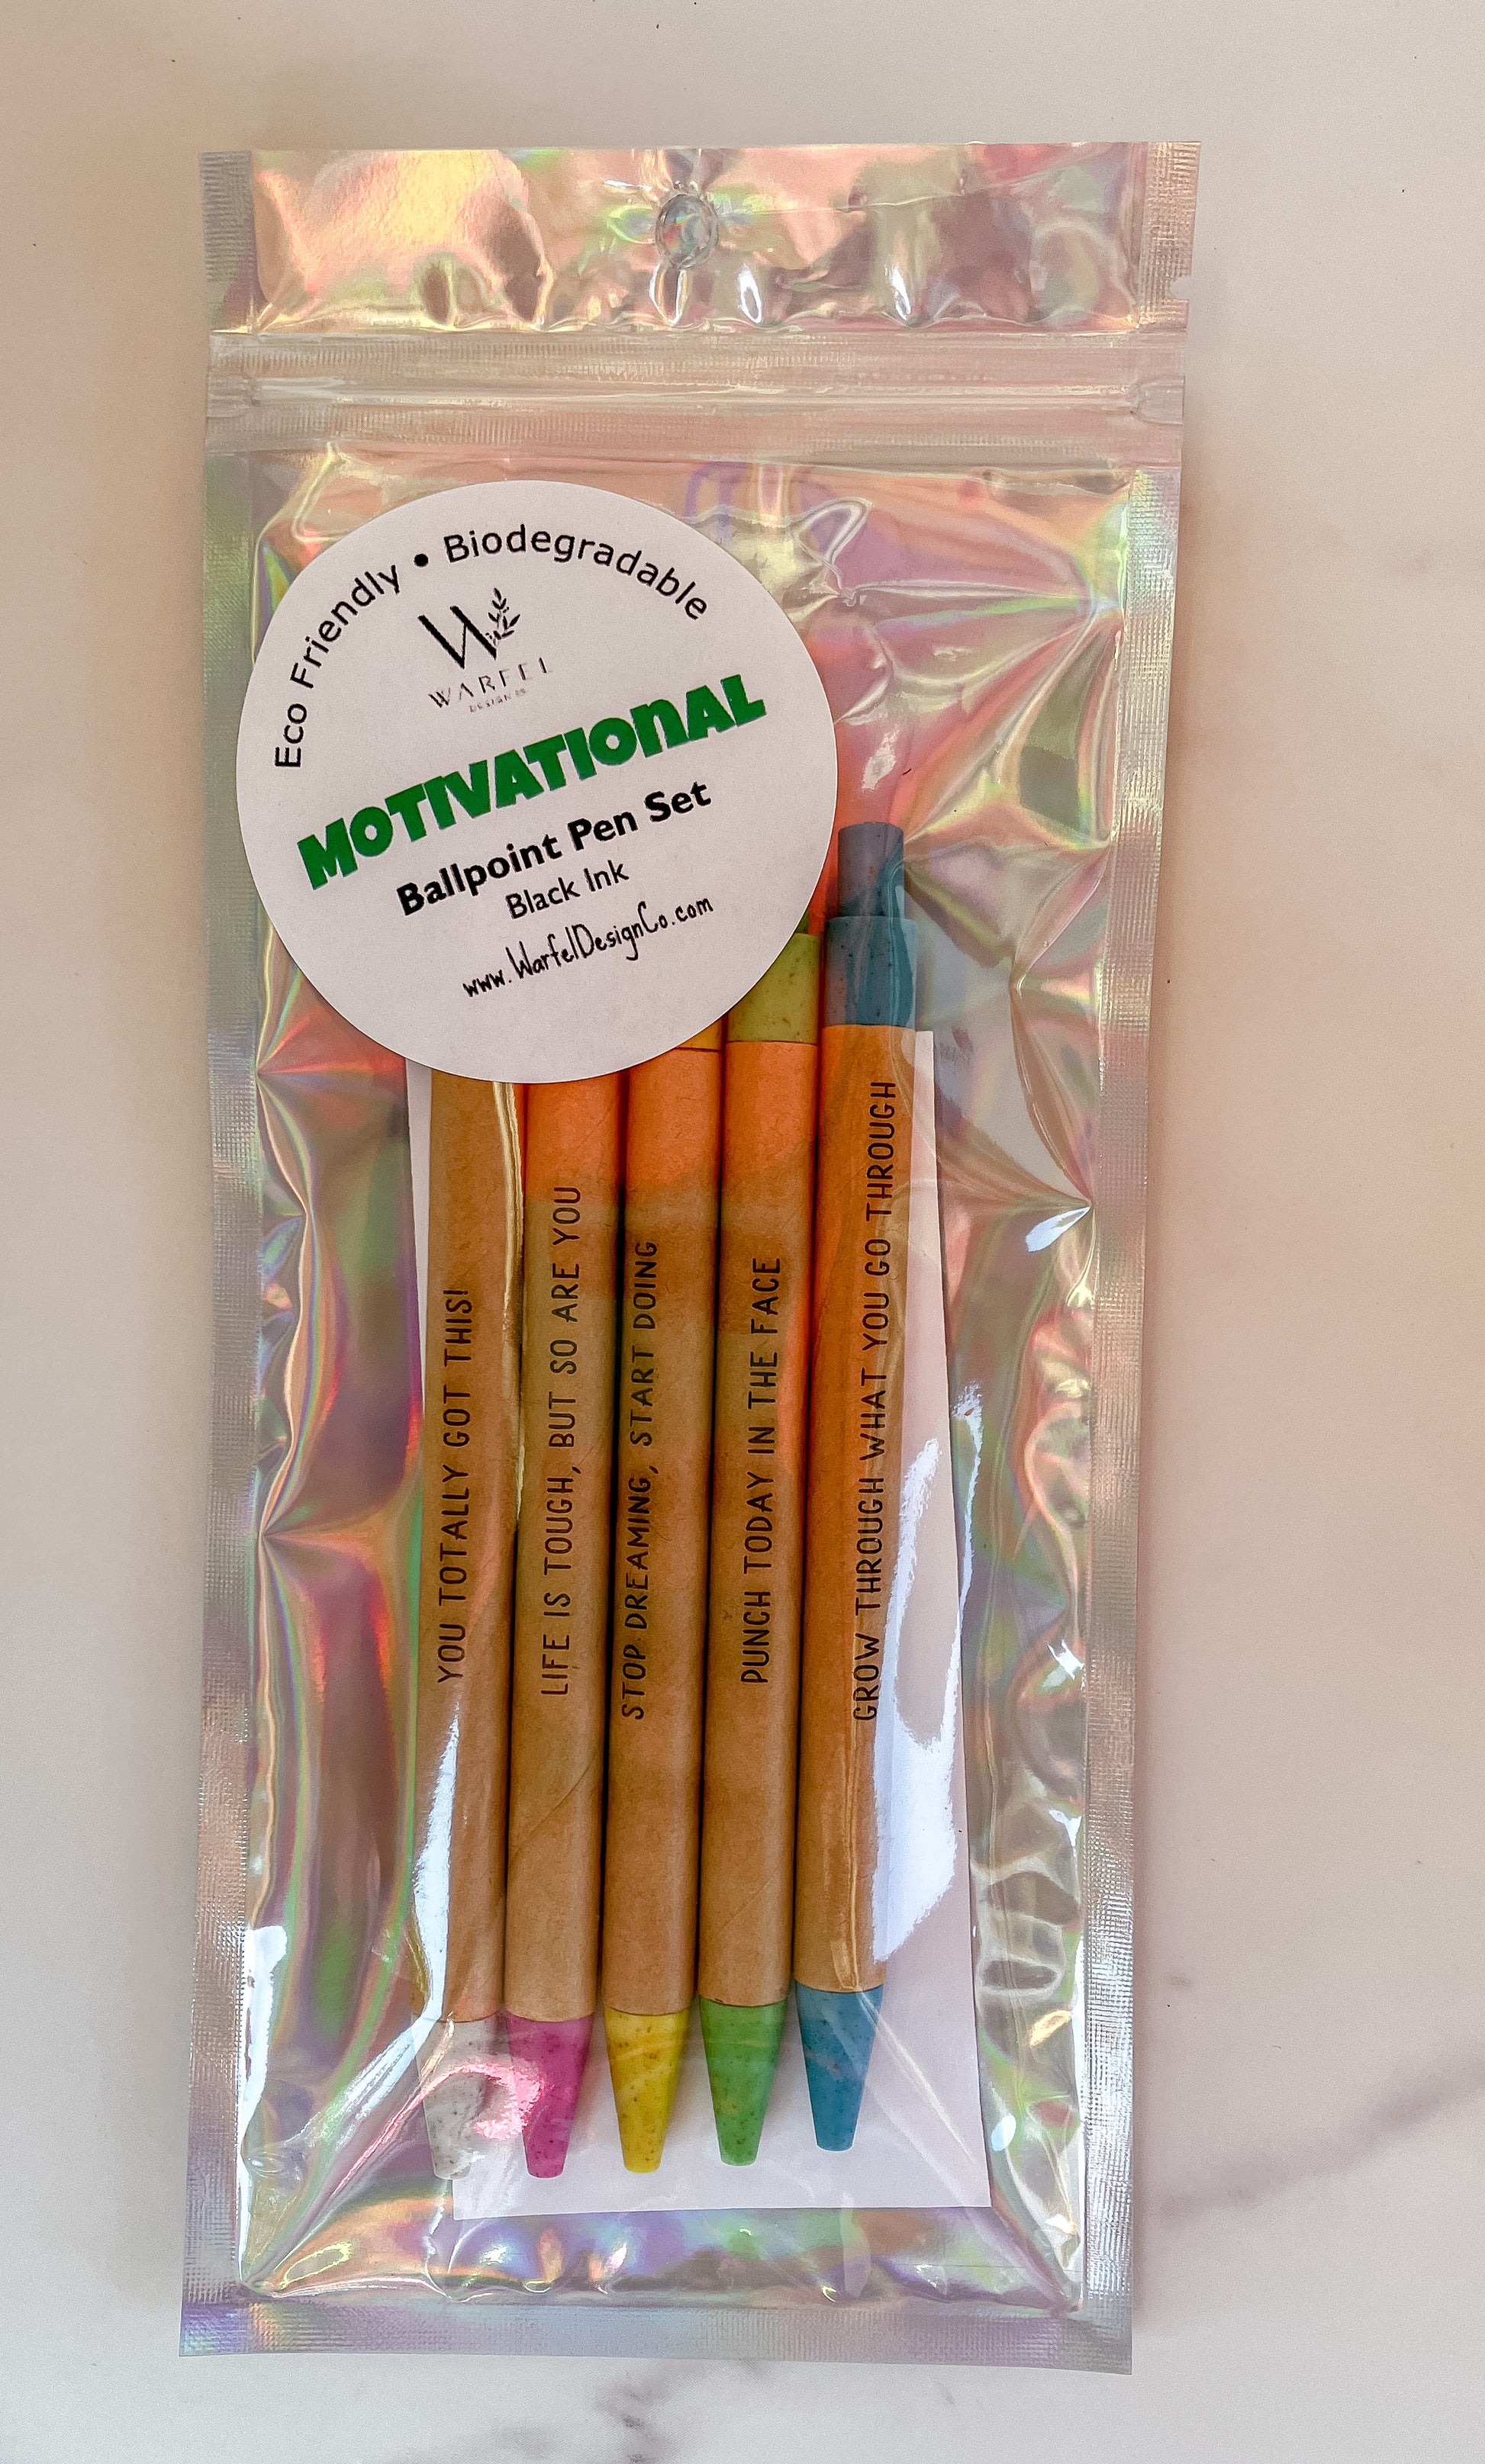 Eco Friendly • Biodegradable
W
WARFEL
DESIGN CO.
MOTIVATIONAL
Ballpoint Pen Set
Black Ink
www.WarfelDesignCo.com
YOU TOTALLY GOT THIS!
LIFE IS TOUGH, BUT SO ARE YOU
STOP DREAMING, START DOING
PUNCH TODAY IN THE FACE
GROW THROUGH WHAT YOU GO THROUGH